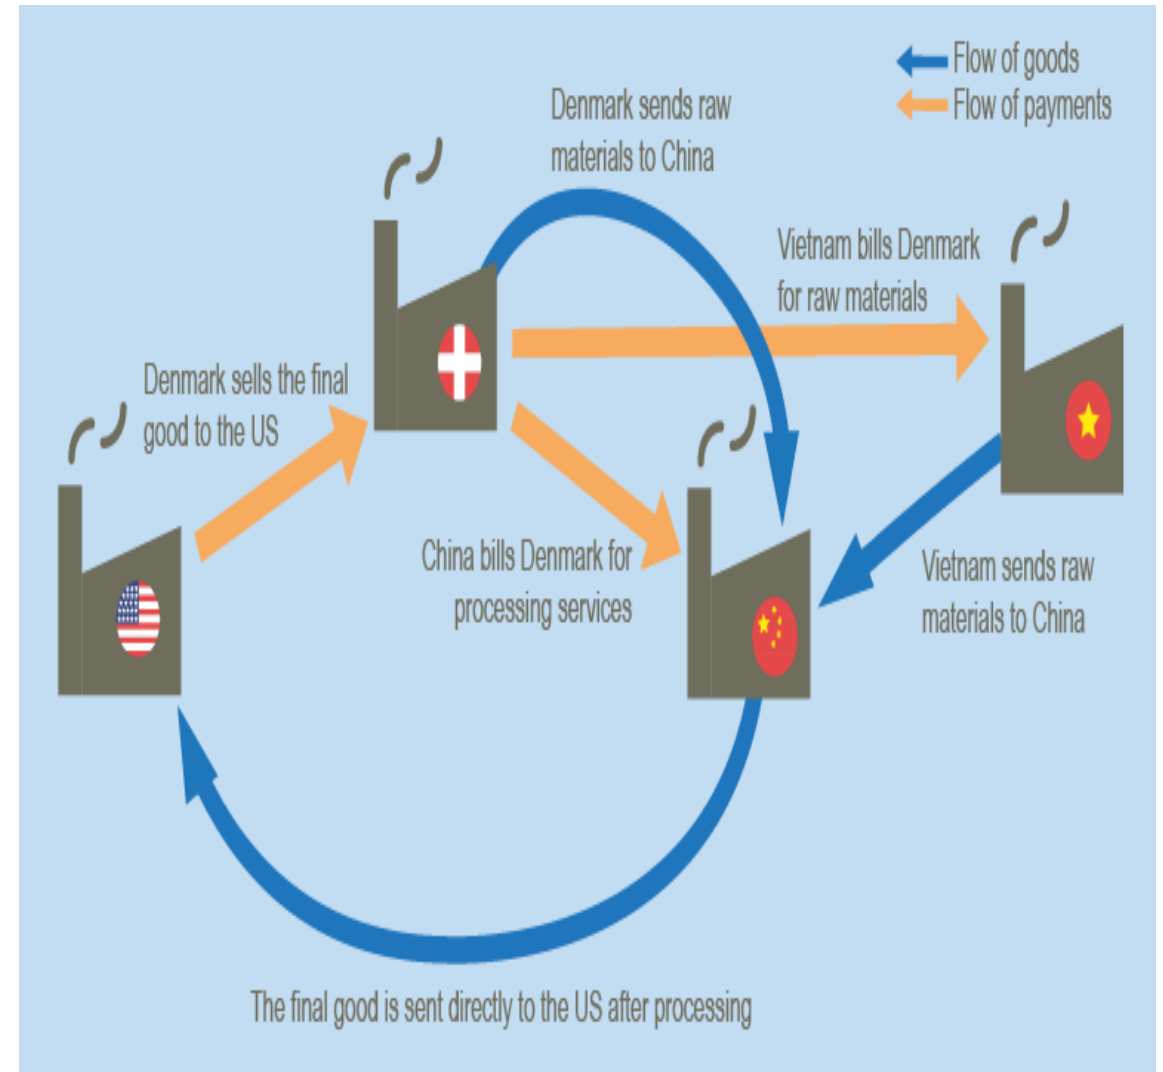 Flow of goods
Flow of payments
Denmark sends raw
materials to China
Vietnam bills Denmark
for raw materials
Denmark sells the final
good to the US
China bills Denmark for
processing services
Vietnam sends raw
materials to China
The final good is sent directly to the US after processing